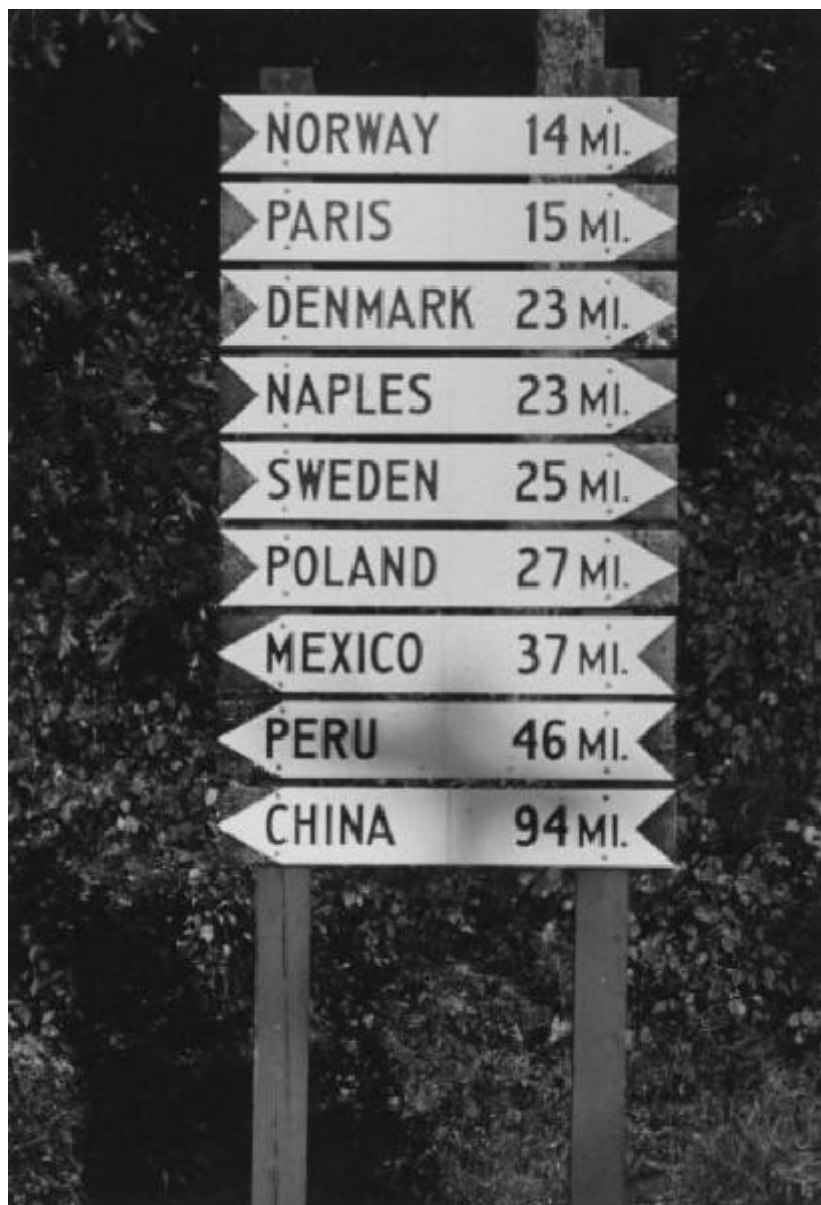 NORWAY 14 MI.
PARIS 15 MI.
DENMARK 23 MI.
NAPLES 23 MI.
SWEDEN 25 MI.
POLAND 27 MI.
MEXICO 37 MI.
PERU 46 MI.
CHINA 94 MI.